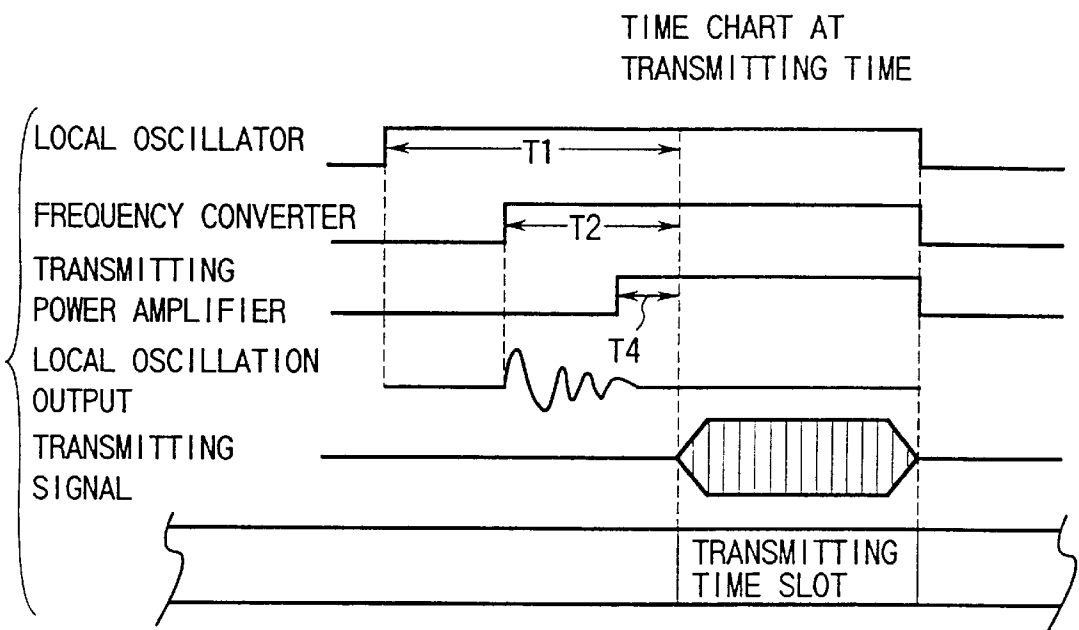 TIME CHART AT
TRANSMITTING TIME
LOCAL OSCILLATOR
T1
FREQUENCY CONVERTER
T2
TRANSMITTING
POWER AMPLIFIER
T4
LOCAL OSCILLATION
OUTPUT
TRANSMITTING
SIGNAL
TRANSMITTING
TIME SLOT